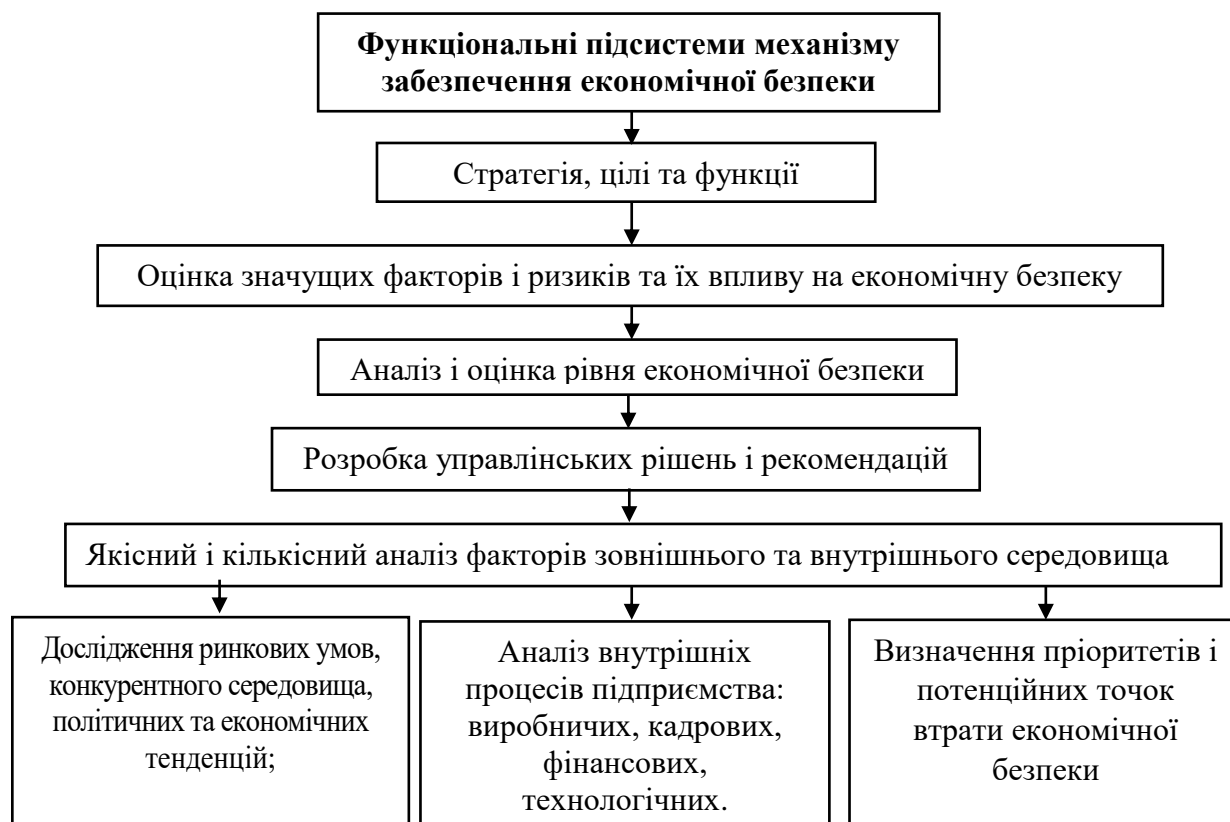 Функціональні підсистеми механізму
забезпечення економічної безпеки
Стратегія, цілі та функції
Оцінка значущих факторів і ризиків та їх впливу на економічну безпеку
Аналіз і оцінка рівня економічної безпеки
Розробка управлінських рішень і рекомендацій
Якісний і кількісний аналіз факторів зовнішнього та внутрішнього середовища
Дослідження ринкових умов,
конкурентного середовища,
політичних та економічних
тенденцій;
Аналіз внутрішніх
процесів підприємства:
виробничих, кадрових,
фінансових,
технологічних.
Визначення пріоритетів і
потенційних точок
втрати економічної
безпеки